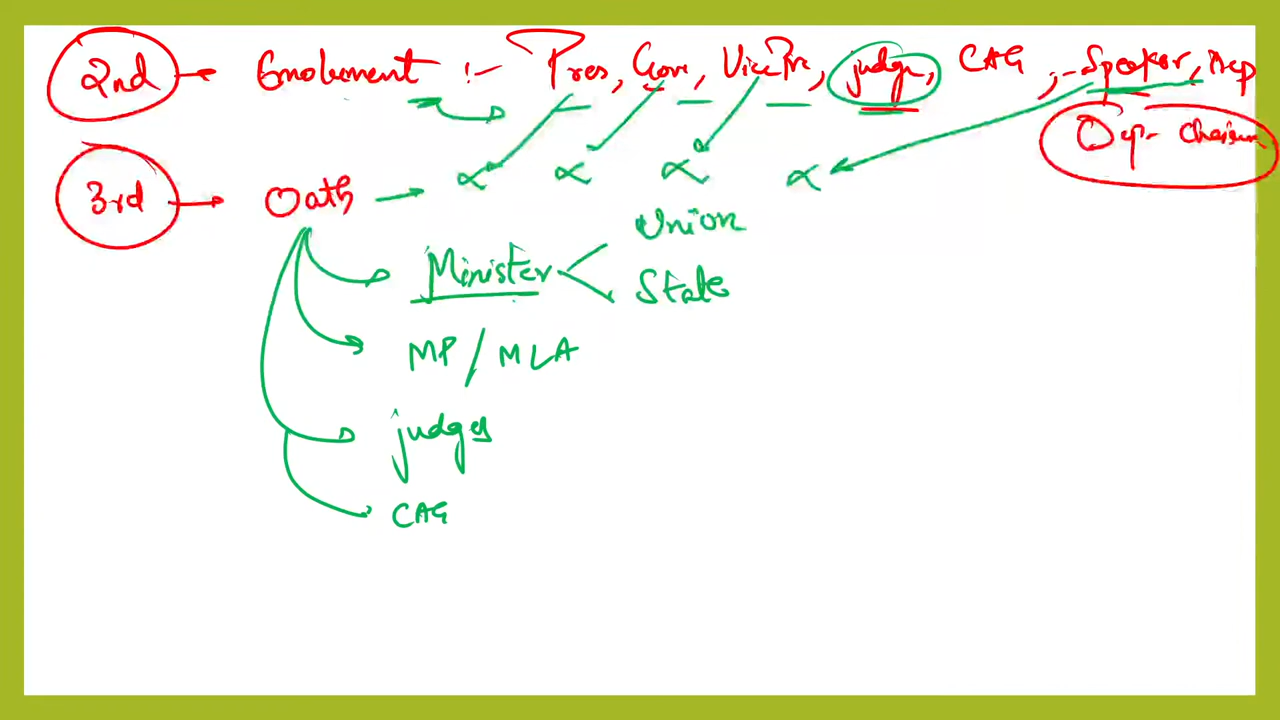 2nd → Emolument :- Pres, Gov, Vice Pr, judge, CAG, - Speaker, Dep
Dep- Chairm
3rd → Oath → α α α α
Minister < Union
State
MP / MLA
judges
CAG